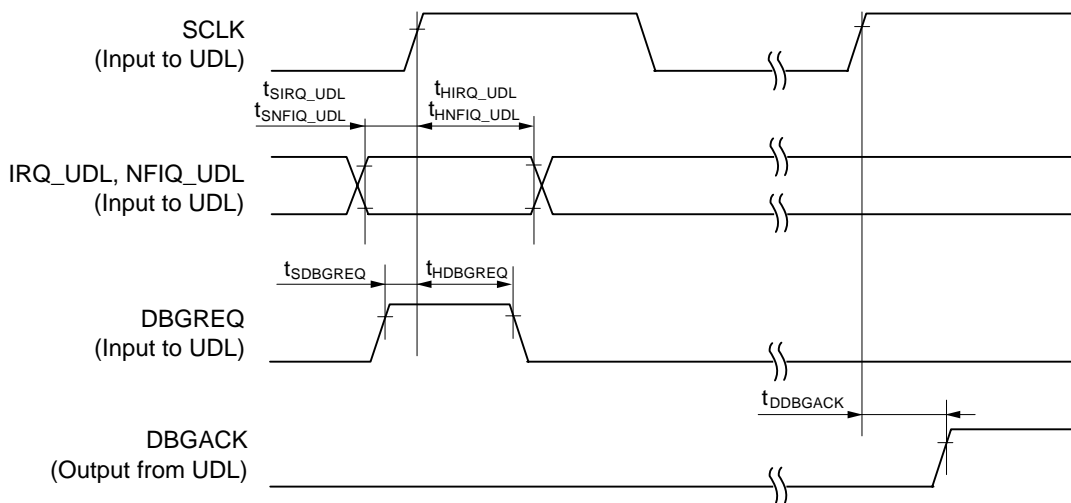 SCLK
(Input to UDL)
tSIRQ_UDL
tHIRQ_UDL
tSNFIQ_UDL
tHNFIQ_UDL
IRQ_UDL, NFIQ_UDL
(Input to UDL)
tSDBGREQ
tHDBGREQ
DBGREQ
(Input to UDL)
tDDBGACK
DBGACK
(Output from UDL)